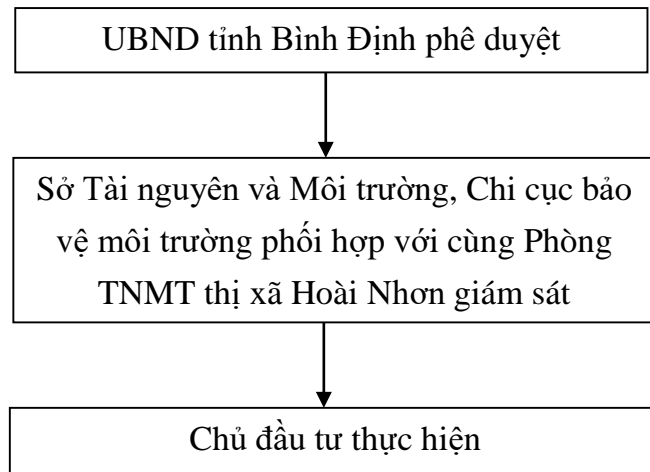 UBND tỉnh Bình Định phê duyệt
Sở Tài nguyên và Môi trường, Chi cục bảo
vệ môi trường phối hợp với cùng Phòng
TNMT thị xã Hoài Nhơn giám sát
Chủ đầu tư thực hiện